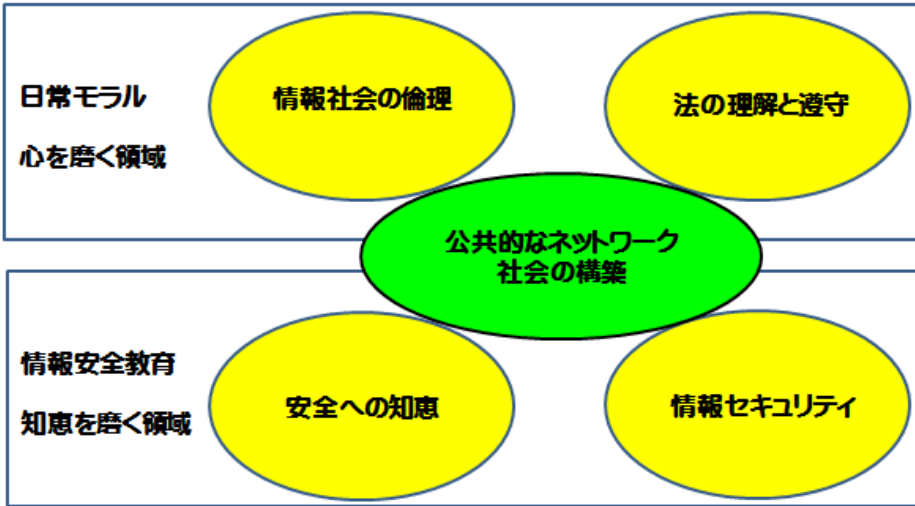 日常モラル
心を磨く領域
情報社会の倫理
法の理解と遵守
公共的なネットワーク
社会の構築
情報安全教育
知恵を磨く領域
安全への知恵
情報セキュリティ